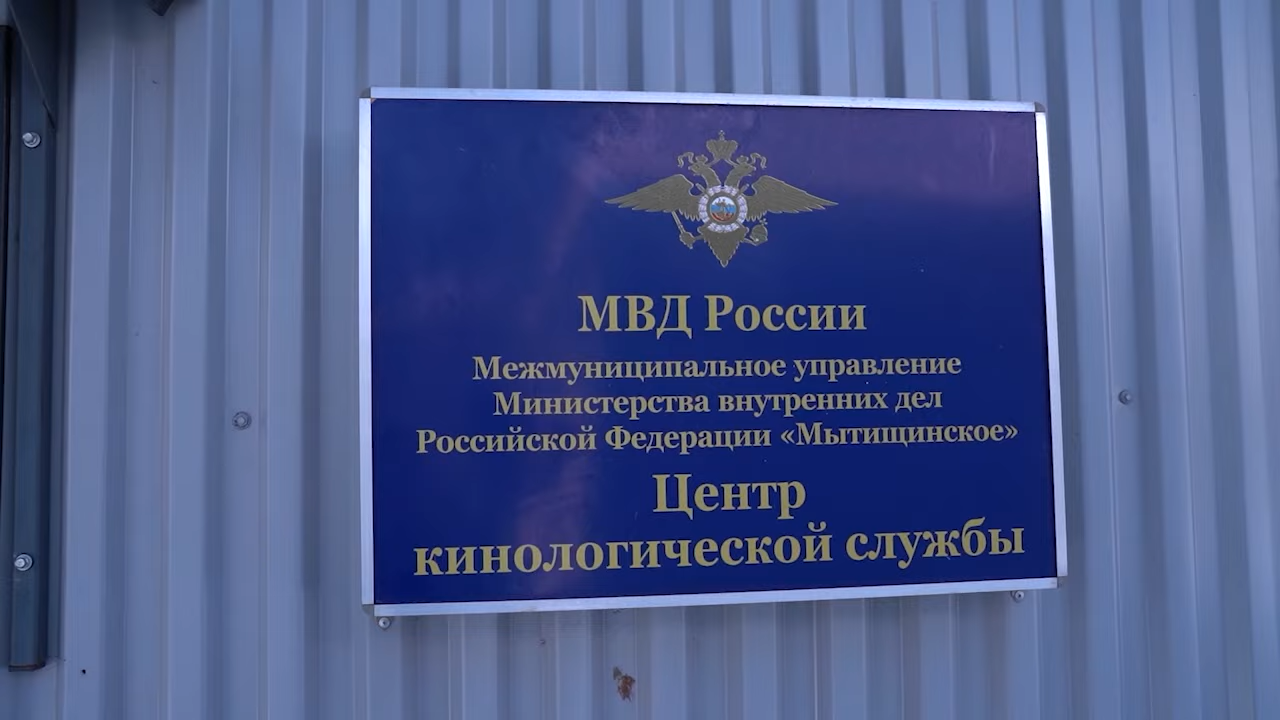 МВД России
Межмуниципальное управление
Министерства внутренних дел
Российской Федерации «Мытищинское»
Центр
кинологической службы